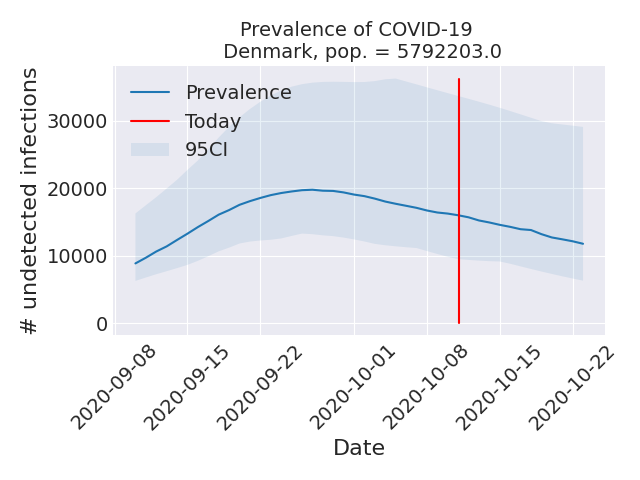 Prevalence of COVID-19
Denmark, pop. = 5792203.0
Prevalence
Today
95CI
# undetected infections
30000
20000
10000
0
2020-09-08
2020-09-15
2020-09-22
2020-10-01
2020-10-08
2020-10-15
2020-10-22
Date